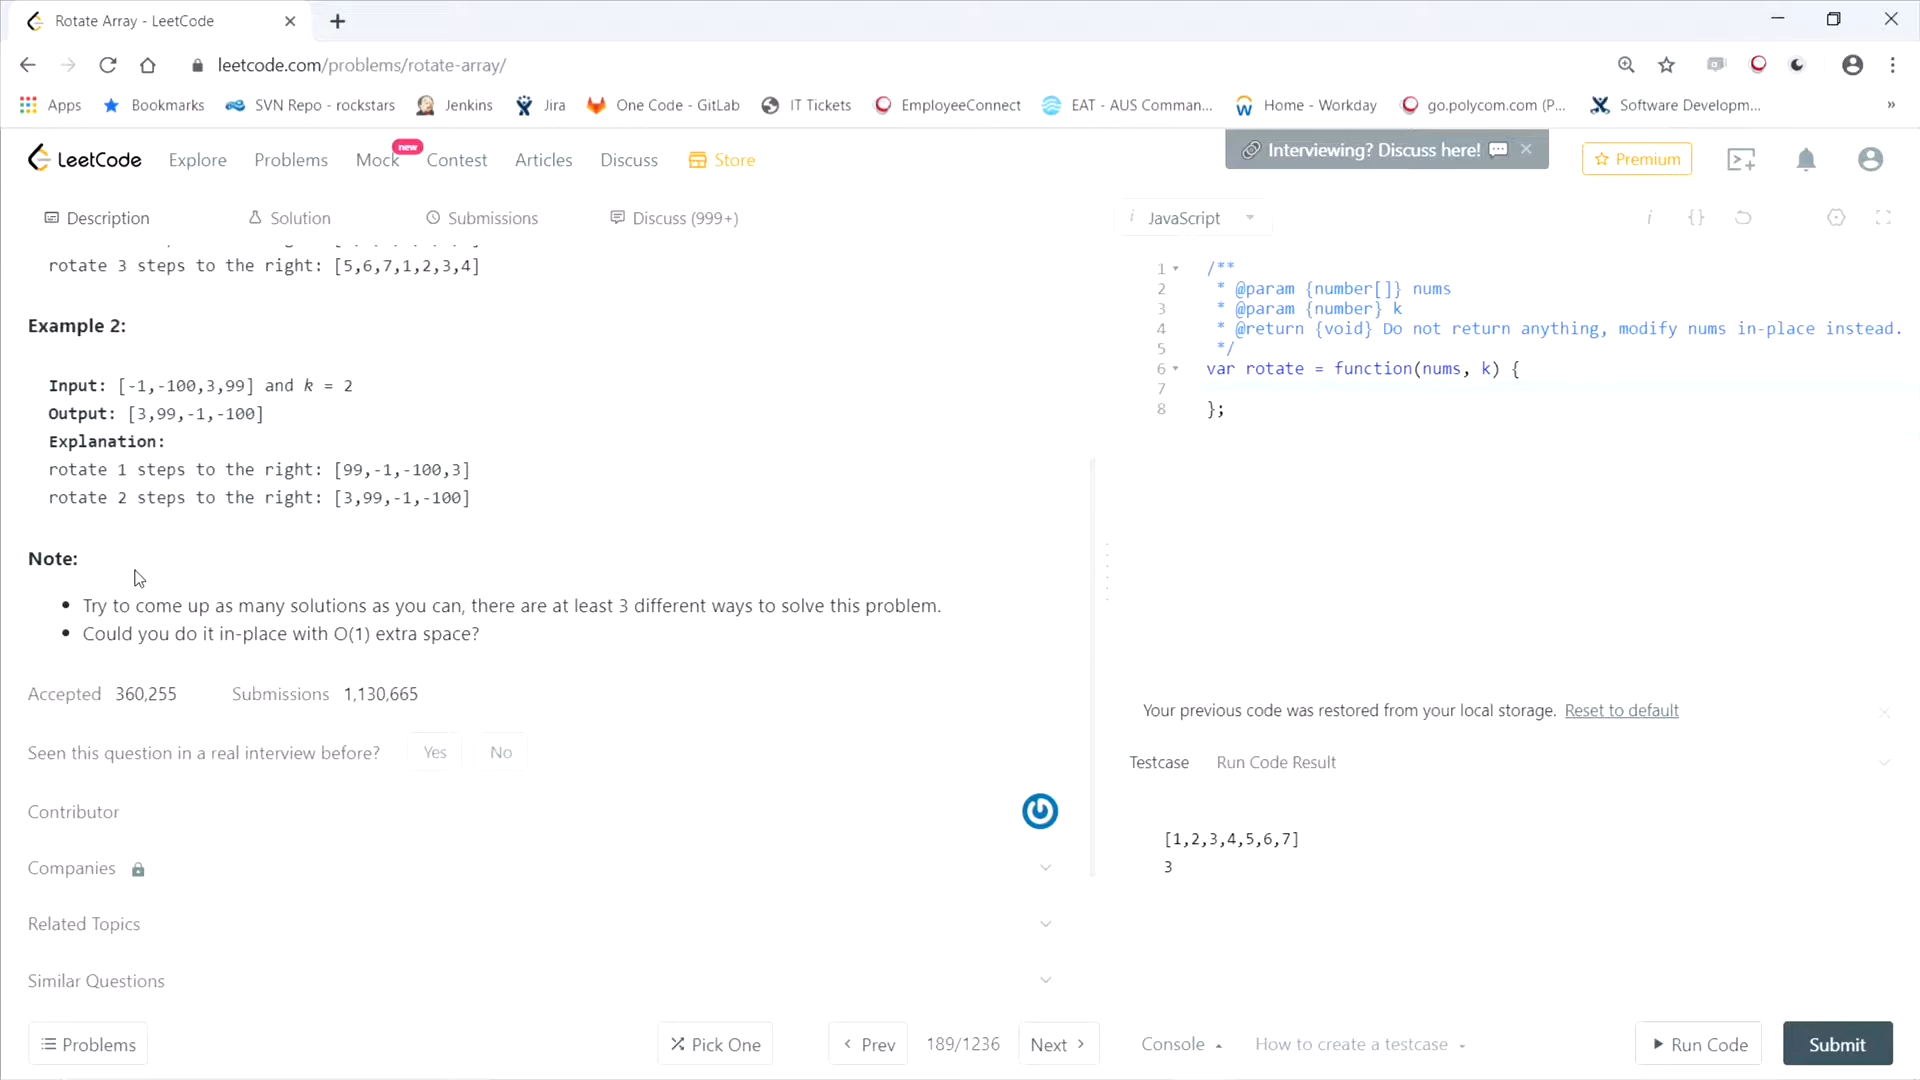 Rotate Array - LeetCode
leetcode.com/problems/rotate-array/
Apps Bookmarks SVN Repo - rockstars Jenkins Jira One Code - GitLab IT Tickets EmployeeConnect EAT - AUS Comman... Home - Workday go.polycom.com (P... Software Developm... »
LeetCode Explore Problems Mock new Contest Articles Discuss Store Interviewing? Discuss here! Premium
Description Solution Submissions Discuss (999+)
rotate 3 steps to the right: [5,6,7,1,2,3,4]
Example 2:
Input: [-1,-100,3,99] and k = 2
Output: [3,99,-1,-100]
Explanation:
rotate 1 steps to the right: [99,-1,-100,3]
rotate 2 steps to the right: [3,99,-1,-100]
Note:
• Try to come up as many solutions as you can, there are at least 3 different ways to solve this problem.
• Could you do it in-place with O(1) extra space?
Accepted 360,255 Submissions 1,130,665
Seen this question in a real interview before? Yes No
Contributor
Companies
Related Topics
Similar Questions
Problems Pick One Prev 189/1236 Next
i JavaScript i {}
1 /**
2 * @param {number[]} nums
3 * @param {number} k
4 * @return {void} Do not return anything, modify nums in-place instead.
5 */
6 var rotate = function(nums, k) {
7
8 };
Your previous code was restored from your local storage. Reset to default
Testcase Run Code Result
[1,2,3,4,5,6,7]
3
Console How to create a testcase Run Code Submit